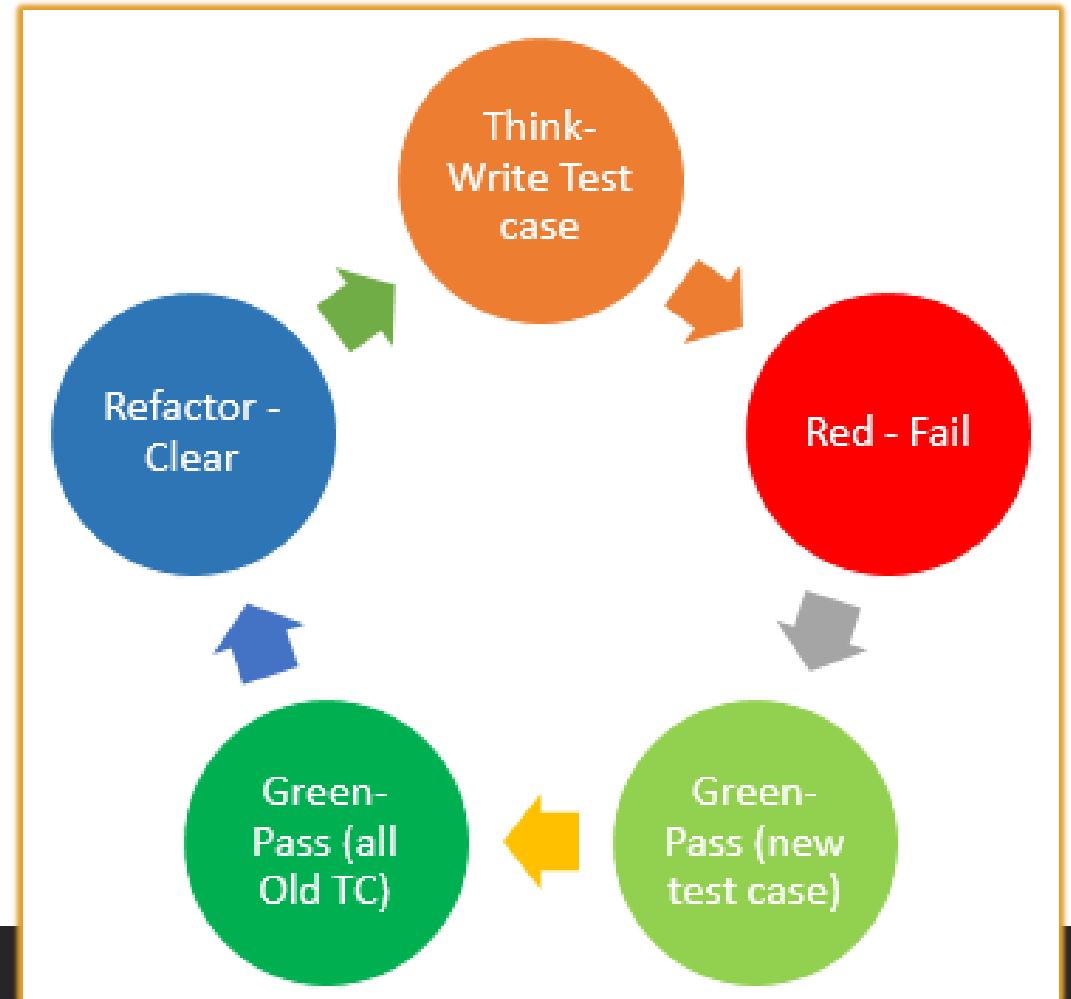 Think-
Write Test
case
Red - Fail
Green-
Pass (new
test case)
Green-
Pass (all
Old TC)
Refactor -
Clear